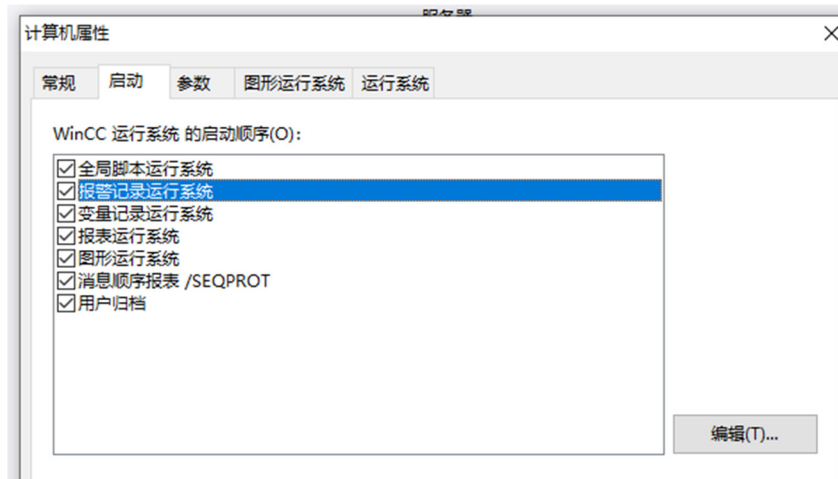 服务器
计算机属性
常规 启动 参数 图形运行系统 运行系统
WinCC 运行系统 的启动顺序(O):
全局脚本运行系统
报警记录运行系统
变量记录运行系统
报表运行系统
图形运行系统
消息顺序报表 /SEQPROT
用户归档
编辑(T)...